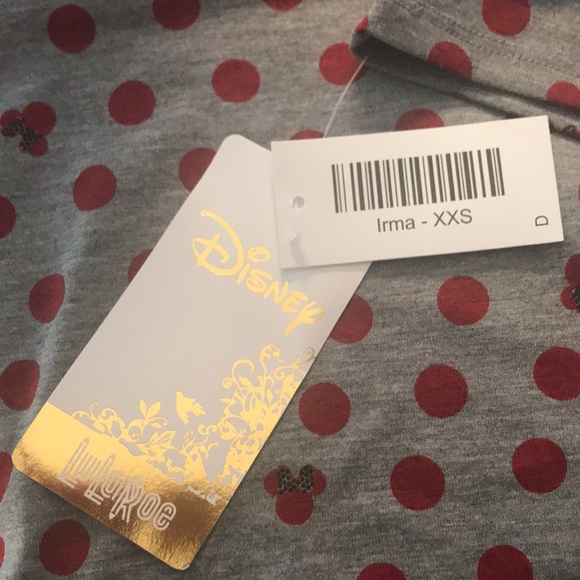 Irma - XXS
D
Disney
LuLaRoe